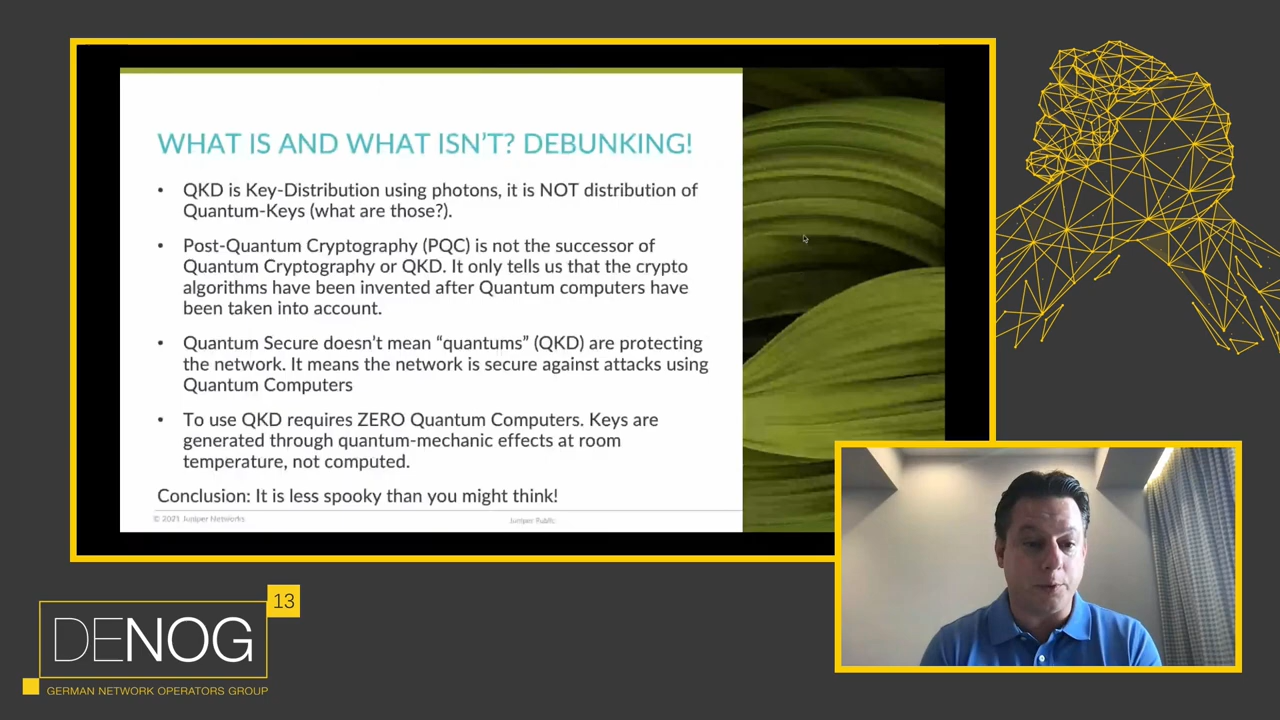 WHAT IS AND WHAT ISN'T? DEBUNKING!
• QKD is Key-Distribution using photons, it is NOT distribution of
Quantum-Keys (what are those?).
• Post-Quantum Cryptography (PQC) is not the successor of
Quantum Cryptography or QKD. It only tells us that the crypto
algorithms have been invented after Quantum computers have
been taken into account.
• Quantum Secure doesn't mean “quantums” (QKD) are protecting
the network. It means the network is secure against attacks using
Quantum Computers
• To use QKD requires ZERO Quantum Computers. Keys are
generated through quantum-mechanic effects at room
temperature, not computed.
Conclusion: It is less spooky than you might think!
© 2021 Juniper Networks
Juniper Public
13
DENOG
GERMAN NETWORK OPERATORS GROUP